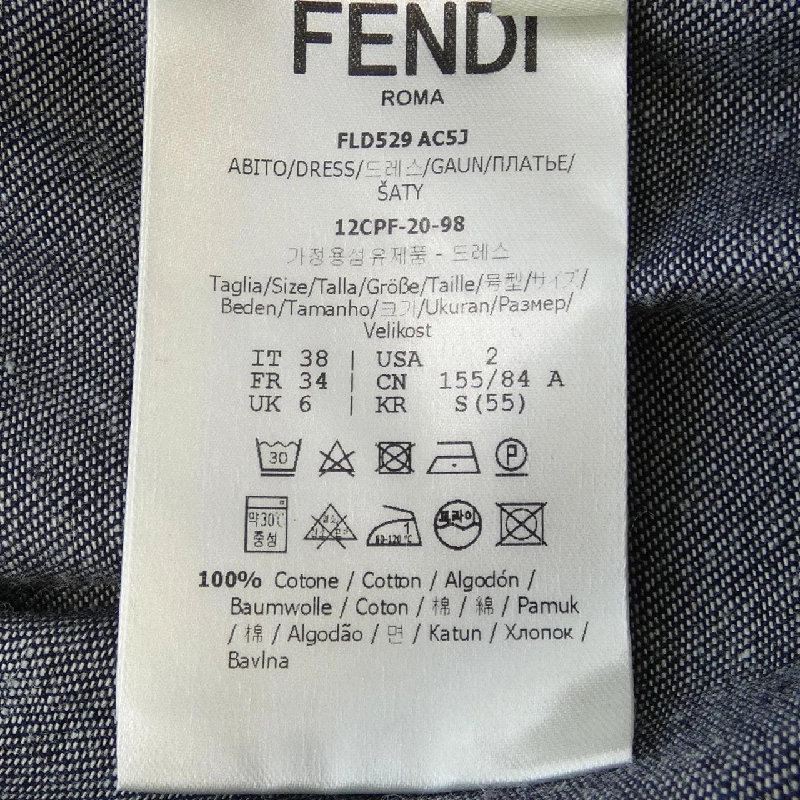 FENDI
ROMA
FLD529 AC5J
ABITO/DRESS/드레스/GAUN/ПЛАТЬЕ/
ŠATY
12CPF-20-98
가정용섬유제품 - 드레스
Taglia/Size/Talla/Größe/Taille/号型/サイズ/
Beden/Tamanho/크기/Ukuran/Размер/
Velikost
IT 38 | USA 2
FR 34 | CN 155/84 A
UK 6 | KR S(55)
30 P
약30℃ 1 드라이
중성 80-120℃
100% Cotone / Cotton / Algodón /
Baumwolle / Coton / 棉 / 綿 / Pamuk
/ 棉 / Algodão / 면 / Katun / Хлопок /
Bavlna